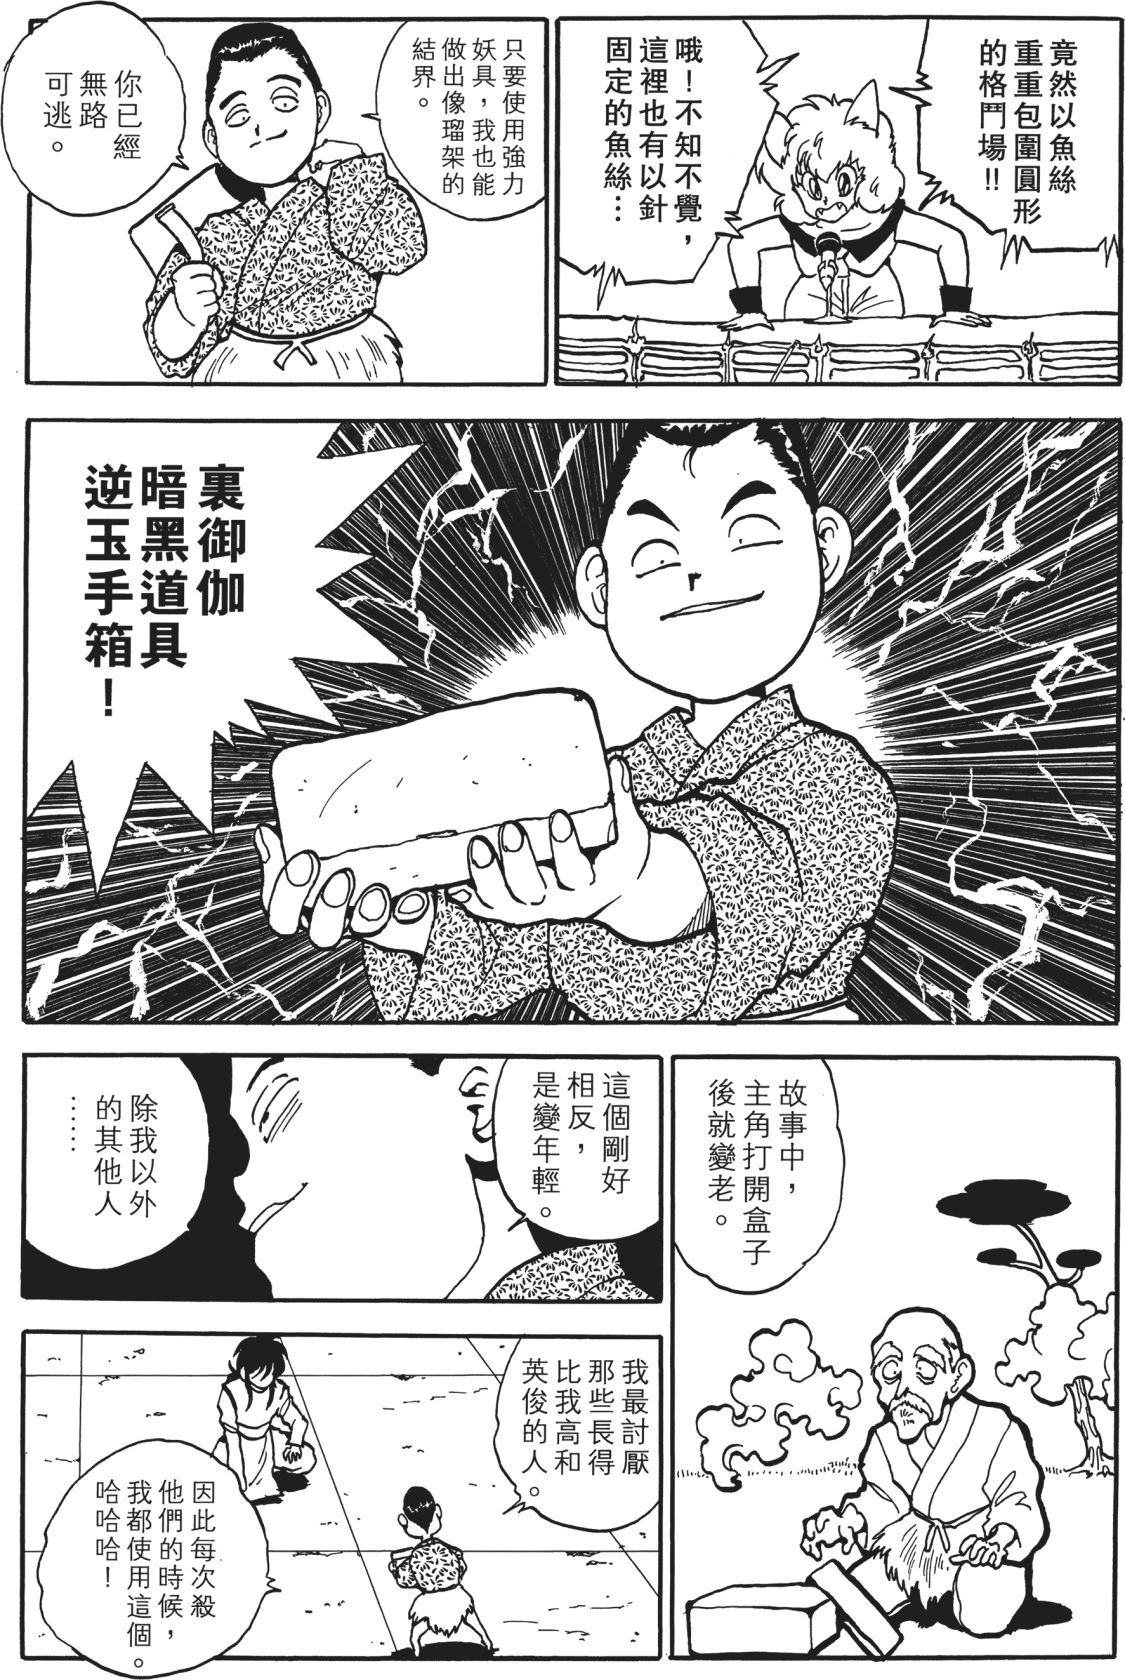 竟然以魚絲
重重包圍圓形
的格鬥場!!
哦！不知不覺，
這裡也有以針
固定的魚絲…
只要使用強力
妖具，我也能
做出像瑠架的
結界。
你已經
無路
可逃。
裏御伽
暗黑道具
逆玉手箱！
故事中，
主角打開盒子
後就變老。
這個剛好
相反，
是變年輕。
除我以外
的其他人
……
我最討厭
那些長得
比我高和
英俊的人。
因此每次殺
他們的時候，
我都使用這個。
哈哈哈！